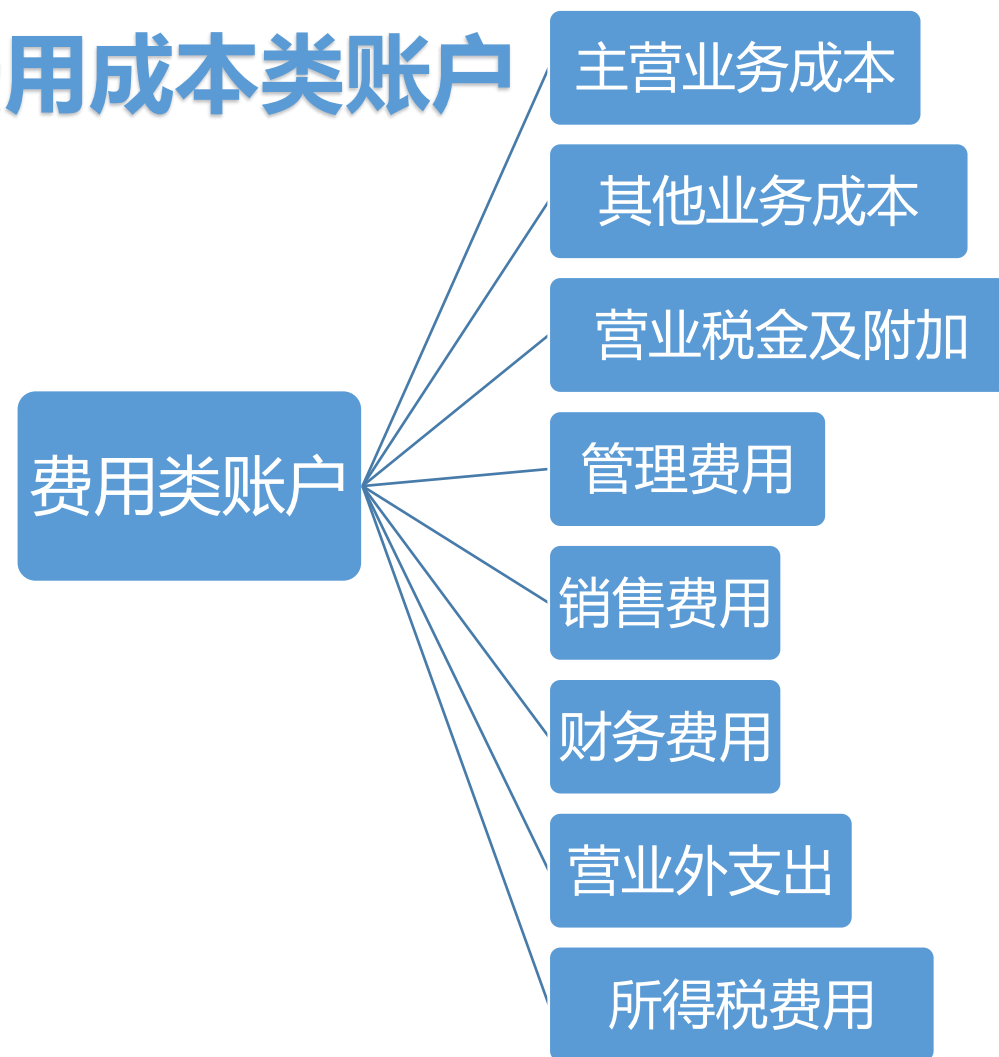 用成本类账户
主营业务成本
其他业务成本
营业税金及附加
费用类账户
管理费用
销售费用
财务费用
营业外支出
所得税费用